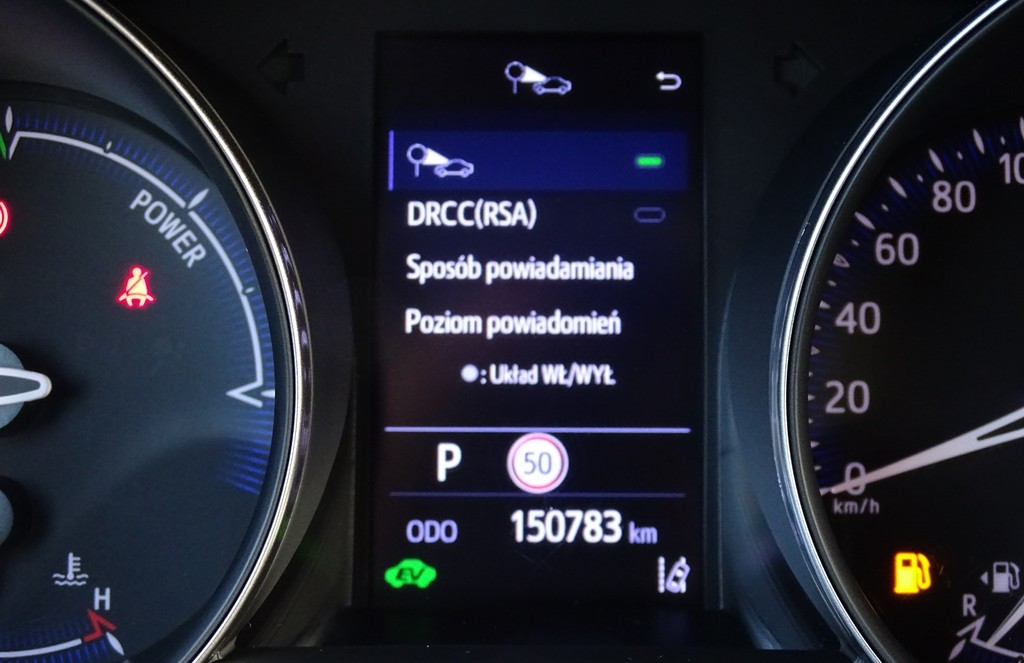 POWER
H
DRCC(RSA)
Sposób powiadamiania
Poziom powiadomień
: Układ WŁ/WYŁ.
P
50
ODO 150783 km
EV
10
80
60
40
20
0
km/h
R